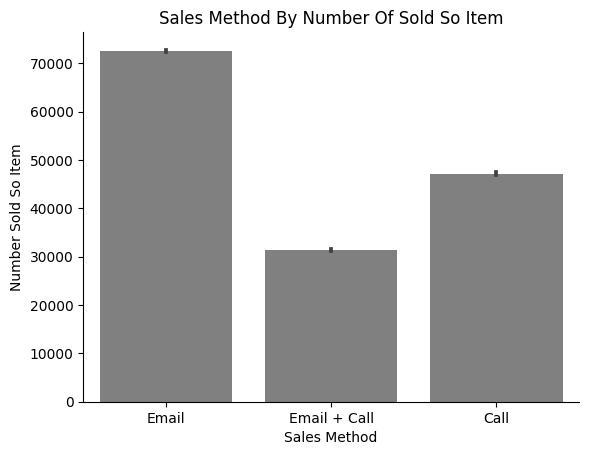 Sales Method By Number Of Sold So Item
Number Sold So Item
70000
60000
50000
40000
30000
20000
10000
0
Email
Email + Call
Call
Sales Method